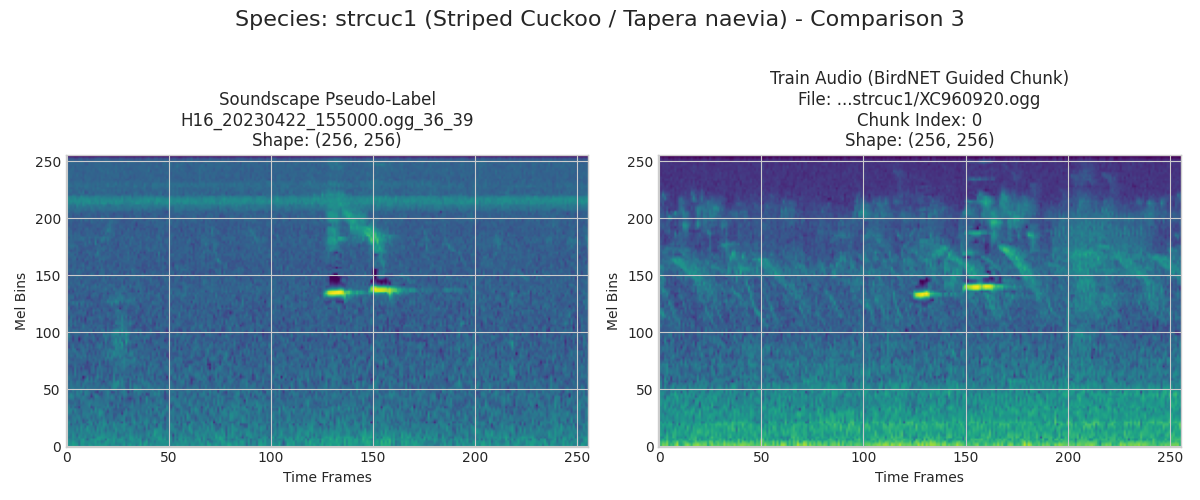 Species: strcuc1 (Striped Cuckoo / Tapera naevia) - Comparison 3
Soundscape Pseudo-Label
H16_20230422_155000.ogg_36_39
Shape: (256, 256)
250
200
150
100
50
0
Mel Bins
0 50 100 150 200 250
Time Frames
Train Audio (BirdNET Guided Chunk)
File: ...strcuc1/XC960920.ogg
Chunk Index: 0
Shape: (256, 256)
250
200
150
100
50
0
Mel Bins
0 50 100 150 200 250
Time Frames